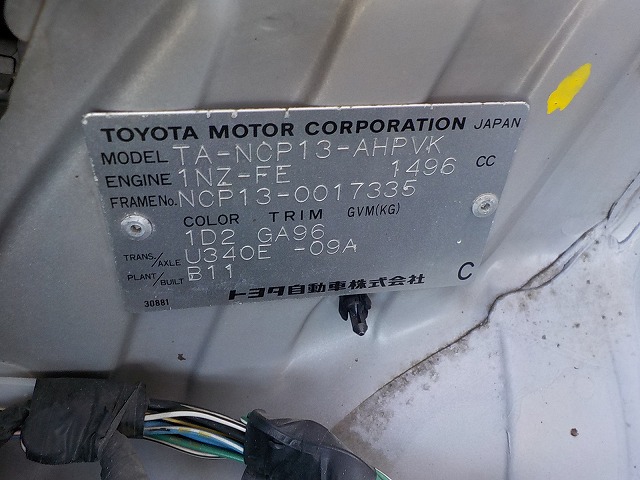 TOYOTA MOTOR CORPORATION JAPAN
MODEL TA-NCP13-AHPVK
ENGINE 1NZ-FE 1496 CC
FRAME No. NCP13-0017335
COLOR TRIM GVM(KG)
1D2 GA96
TRANS./AXLE U340E -09A
PLANT/BUILT B11
30881 トヨタ自動車株式会社 C